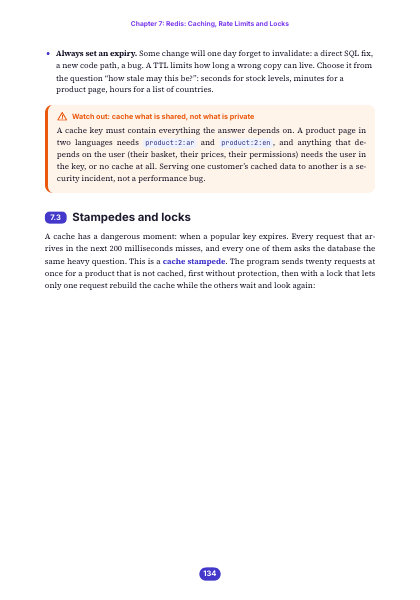 Chapter 7: Redis: Caching, Rate Limits and Locks
• Always set an expiry. Some change will one day forget to invalidate: a direct SQL fix,
a new code path, a bug. A TTL limits how long a wrong copy can live. Choose it from
the question “how stale may this be?”: seconds for stock levels, minutes for a
product page, hours for a list of countries.
Watch out: cache what is shared, not what is private
A cache key must contain everything the answer depends on. A product page in
two languages needs product:2:ar and product:2:en, and anything that de-
pends on the user (their basket, their prices, their permissions) needs the user in
the key, or no cache at all. Serving one customer’s cached data to another is a se-
curity incident, not a performance bug.
7.3 Stampedes and locks
A cache has a dangerous moment: when a popular key expires. Every request that ar-
rives in the next 200 milliseconds misses, and every one of them asks the database the
same heavy question. This is a cache stampede. The program sends twenty requests at
once for a product that is not cached, first without protection, then with a lock that lets
only one request rebuild the cache while the others wait and look again:
134